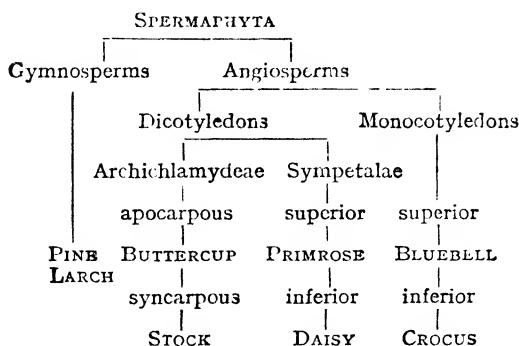 SPERMAPHYTA
Gymnosperms Angiosperms
Dicotyledons Monocotyledons
Archichlamydeae Sympetalae
apocarpous superior superior
PINE BUTTERCUP PRIMROSE BLUEBELL
LARCH
syncarpous inferior inferior
STOCK DAISY CROCUS